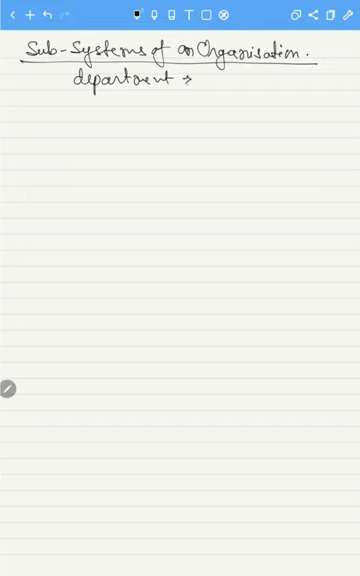 Sub-Systems of an Organisation.
department →